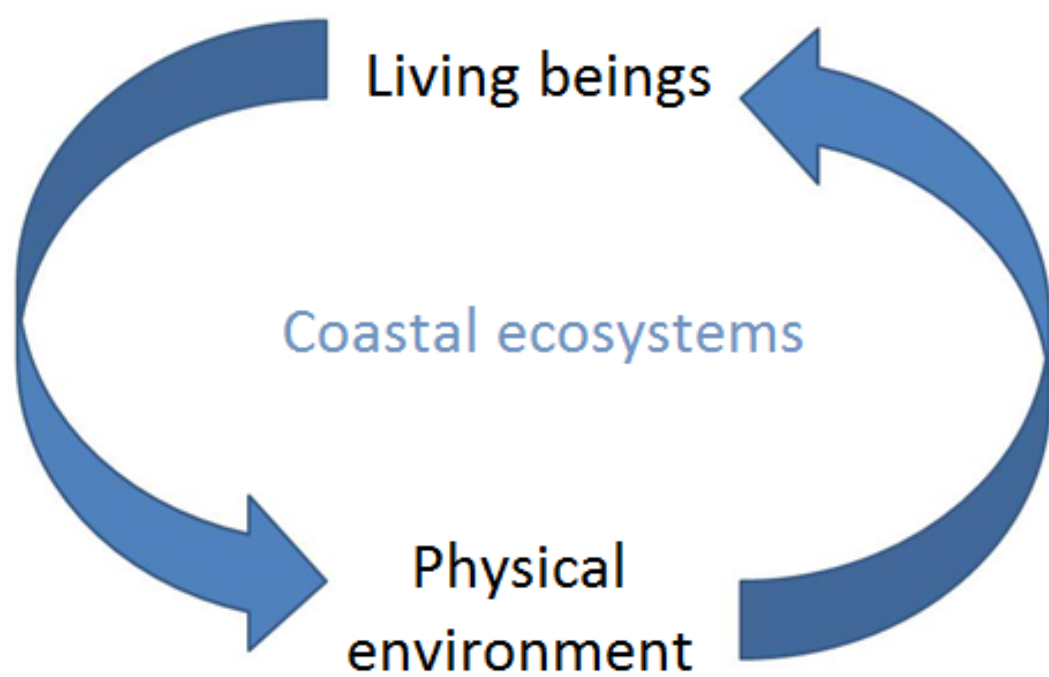 Living beings
Coastal ecosystems
Physical
environment